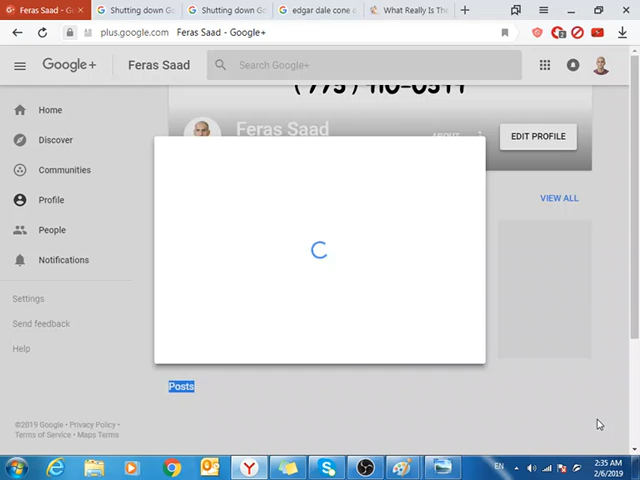 Feras Saad - G
Shutting down Go
Shutting down Go
edgar dale cone o
What Really Is The
plus.google.com
Feras Saad - Google+
Google+
Feras Saad
Search Google+
Home
Discover
Communities
Profile
People
Notifications
Settings
Send feedback
Help
Feras Saad
ABOUT
EDIT PROFILE
VIEW ALL
Posts
©2019 Google • Privacy Policy •
Terms of Service • Maps Terms
EN
2:35 AM
2/6/2019